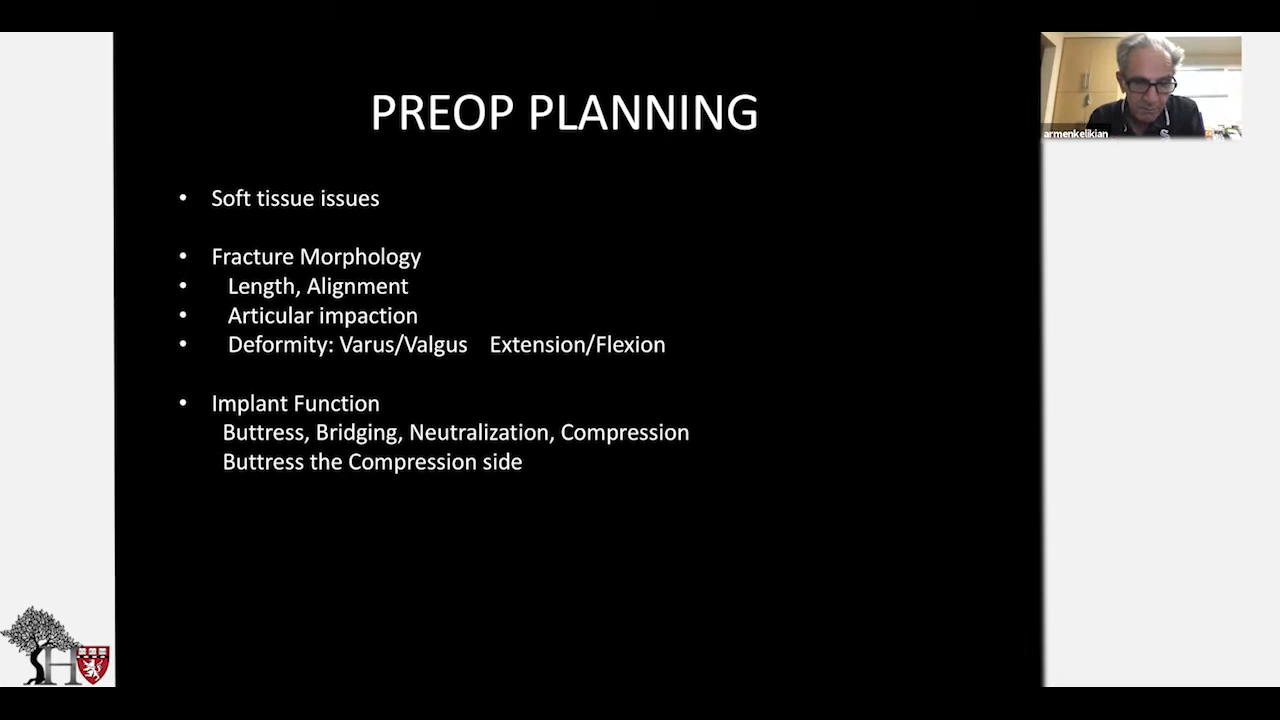 PREOP PLANNING
armenkelikian
• Soft tissue issues
• Fracture Morphology
• Length, Alignment
• Articular impaction
• Deformity: Varus/Valgus Extension/Flexion
• Implant Function
Buttress, Bridging, Neutralization, Compression
Buttress the Compression side
H